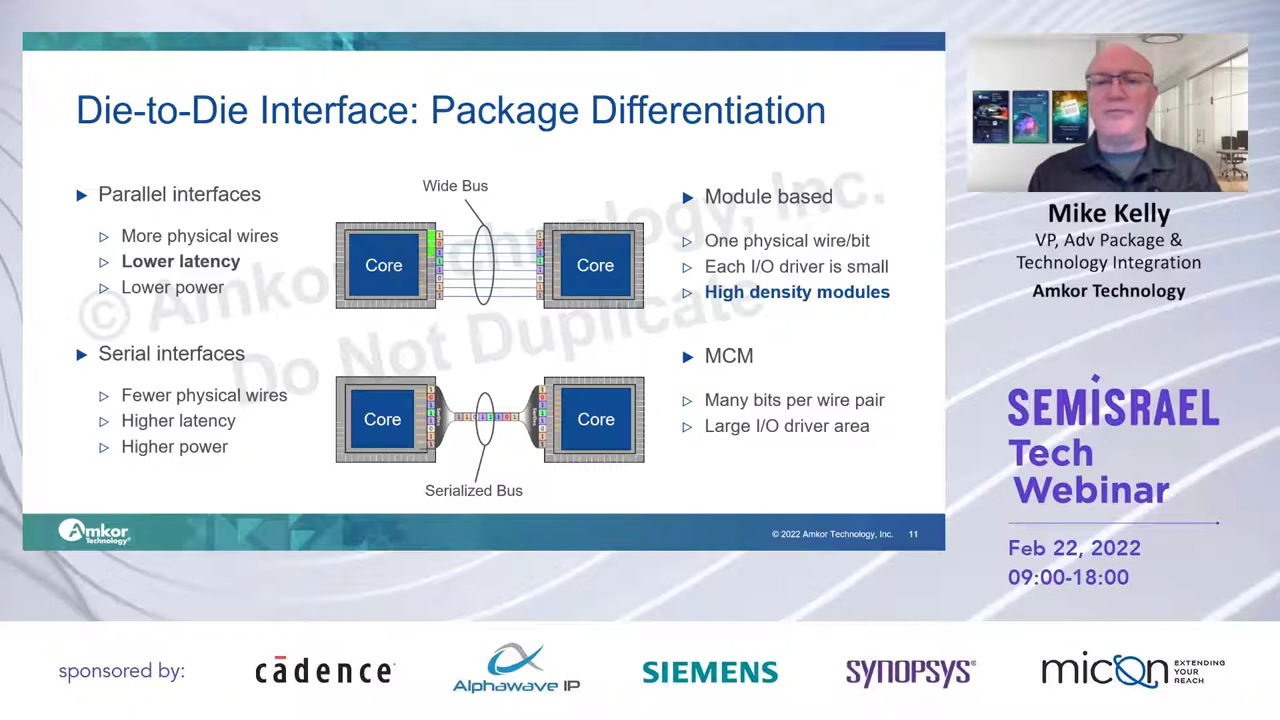 Die-to-Die Interface: Package Differentiation
Parallel interfaces
More physical wires
Lower latency
Lower power
Serial interfaces
Fewer physical wires
Higher latency
Higher power
Wide Bus
Core
Core
Core
Core
Serialized Bus
Module based
One physical wire/bit
Each I/O driver is small
High density modules
MCM
Many bits per wire pair
Large I/O driver area
© Amkor Technology, Inc.
Do Not Duplicate
Amkor
Technology®
© 2022 Amkor Technology, Inc. 11
Mike Kelly
VP, Adv Package &
Technology Integration
Amkor Technology
SEMISRAEL
Tech
Webinar
Feb 22, 2022
09:00-18:00
sponsored by:
cādence®
Alphawave IP
SIEMENS
SYNOPSYS®
micon
EXTENDING
YOUR
REACH